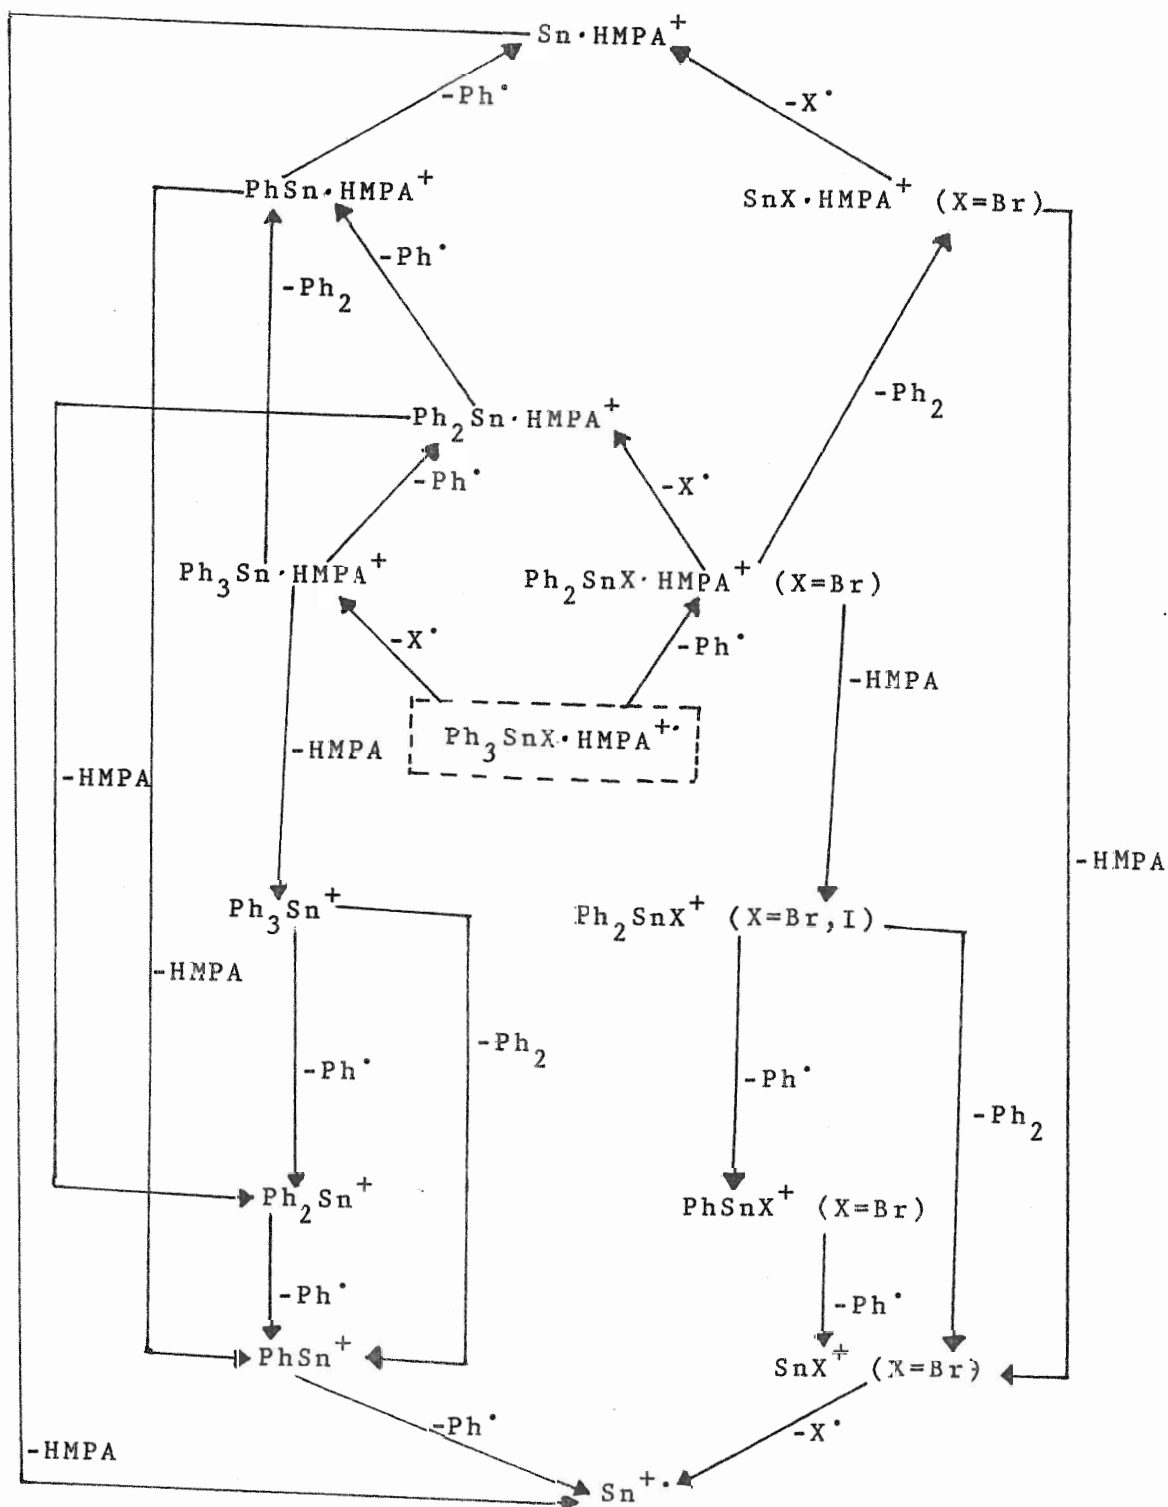 Sn·HMPA⁺
-Ph·
-X·
PhSn·HMPA⁺
SnX·HMPA⁺ (X=Br)
-Ph·
-Ph₂
-Ph₂
Ph₂Sn·HMPA⁺
-Ph·
-X·
Ph₃Sn·HMPA⁺
Ph₂SnX·HMPA⁺ (X=Br)
-X·
-Ph·
-HMPA
Ph₃SnX·HMPA⁺·
-HMPA
-HMPA
-HMPA
Ph₃Sn⁺
Ph₂SnX⁺ (X=Br,I)
-HMPA
-Ph₂
-Ph·
-Ph·
-Ph₂
Ph₂Sn⁺
PhSnX⁺ (X=Br)
-Ph·
-Ph·
PhSn⁺
SnX⁺ (X=Br)
-Ph·
-X·
-HMPA
Sn⁺·